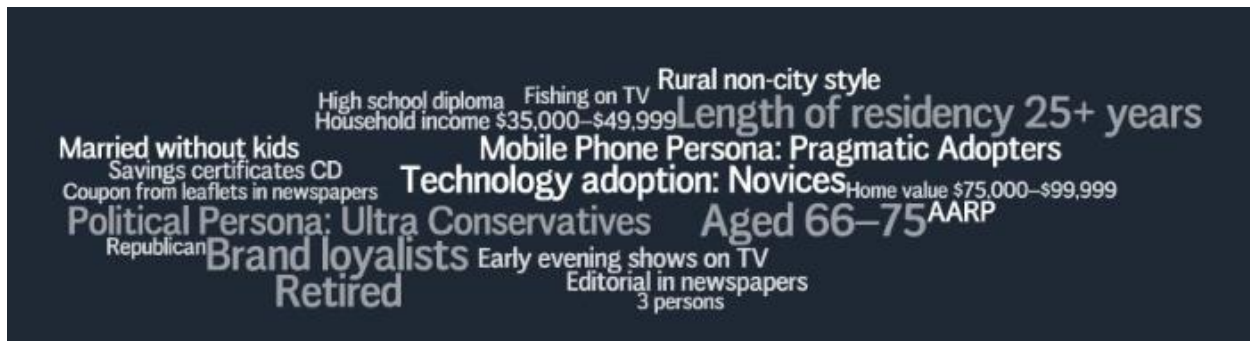 Rural non-city style
High school diploma Fishing on TV
Household income $35,000–$49,999 Length of residency 25+ years
Married without kids Mobile Phone Persona: Pragmatic Adopters
Savings certificates CD Technology adoption: Novices
Coupon from leaflets in newspapers Home value $75,000–$99,999
Political Persona: Ultra Conservatives Aged 66–75 AARP
Republican Brand loyalists Early evening shows on TV
Retired Editorial in newspapers
3 persons